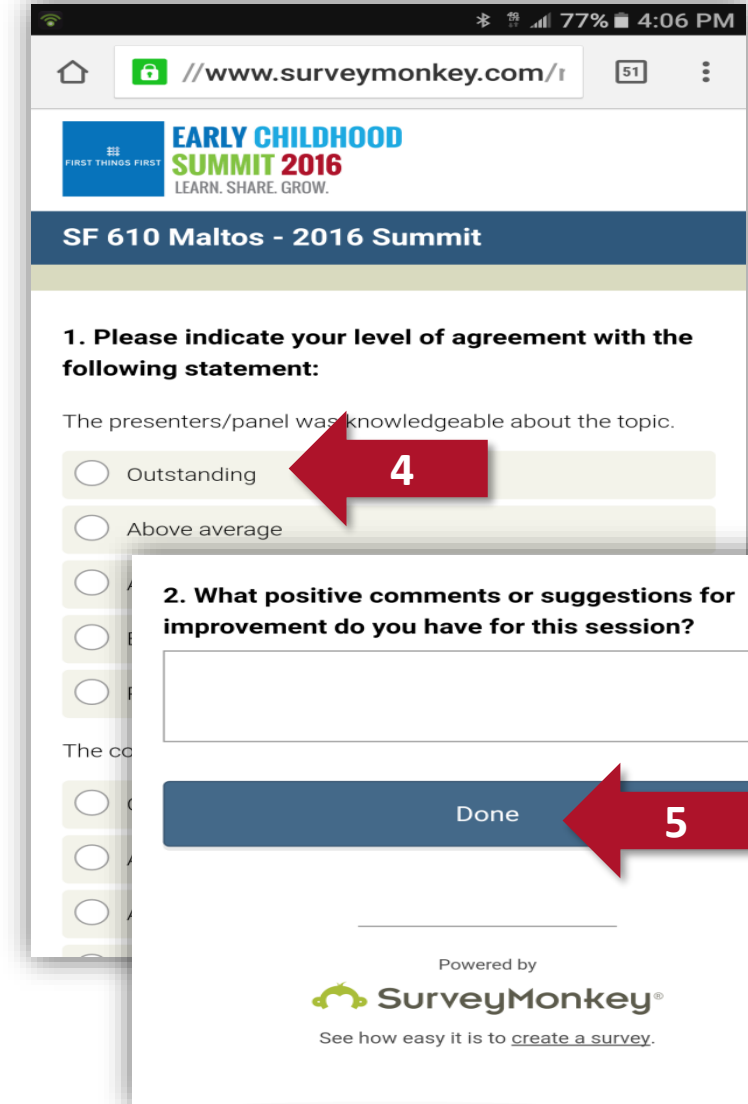 4G 77% 4:06 PM
//www.surveymonkey.com/r
51
FIRST THINGS FIRST
EARLY CHILDHOOD
SUMMIT 2016
LEARN. SHARE. GROW.
SF 610 Maltos - 2016 Summit
1. Please indicate your level of agreement with the
following statement:
The presenters/panel was knowledgeable about the topic.
Outstanding
4
Above average
The
2. What positive comments or suggestions for
improvement do you have for this session?
Done
5
Powered by
SurveyMonkey®
See how easy it is to create a survey.